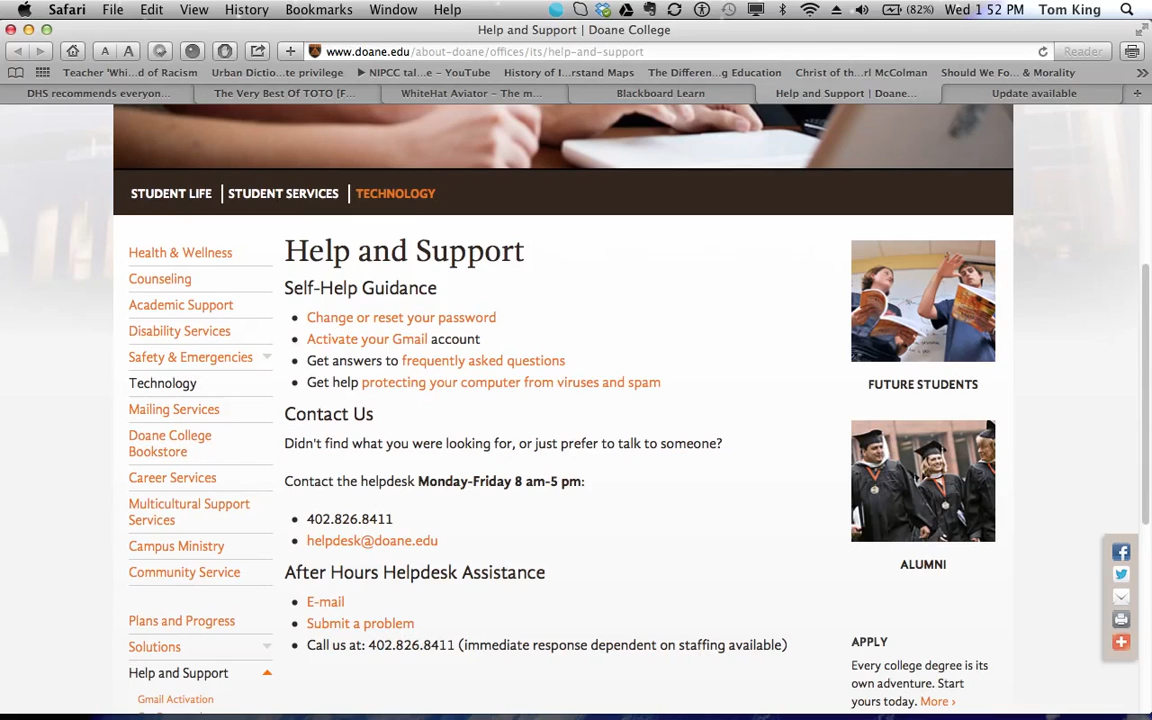 Safari File Edit View History Bookmarks Window Help (82%) Wed 1 52 PM Tom King
Help and Support | Doane College
A A www.doane.edu/about-doane/offices/its/help-and-support Reader
Teacher 'Whi...d of Racism Urban Dictio...te privilege NIPCC tal...e – YouTube History of I...rstand Maps The Differen...g Education Christ of th...rl McColman Should We Fo... & Morality
DHS recommends everyon... The Very Best Of TOTO [F... WhiteHat Aviator – The m... Blackboard Learn Help and Support | Doane... Update available
STUDENT LIFE | STUDENT SERVICES | TECHNOLOGY
Health & Wellness
Counseling
Academic Support
Disability Services
Safety & Emergencies
Technology
Mailing Services
Doane College
Bookstore
Career Services
Multicultural Support
Services
Campus Ministry
Community Service
Plans and Progress
Solutions
Help and Support
Gmail Activation
Help and Support
Self-Help Guidance
• Change or reset your password
• Activate your Gmail account
• Get answers to frequently asked questions
• Get help protecting your computer from viruses and spam
Contact Us
Didn't find what you were looking for, or just prefer to talk to someone?
Contact the helpdesk Monday-Friday 8 am-5 pm:
• 402.826.8411
• helpdesk@doane.edu
After Hours Helpdesk Assistance
• E-mail
• Submit a problem
• Call us at: 402.826.8411 (immediate response dependent on staffing available)
FUTURE STUDENTS
ALUMNI
APPLY
Every college degree is its
own adventure. Start
yours today. More ›